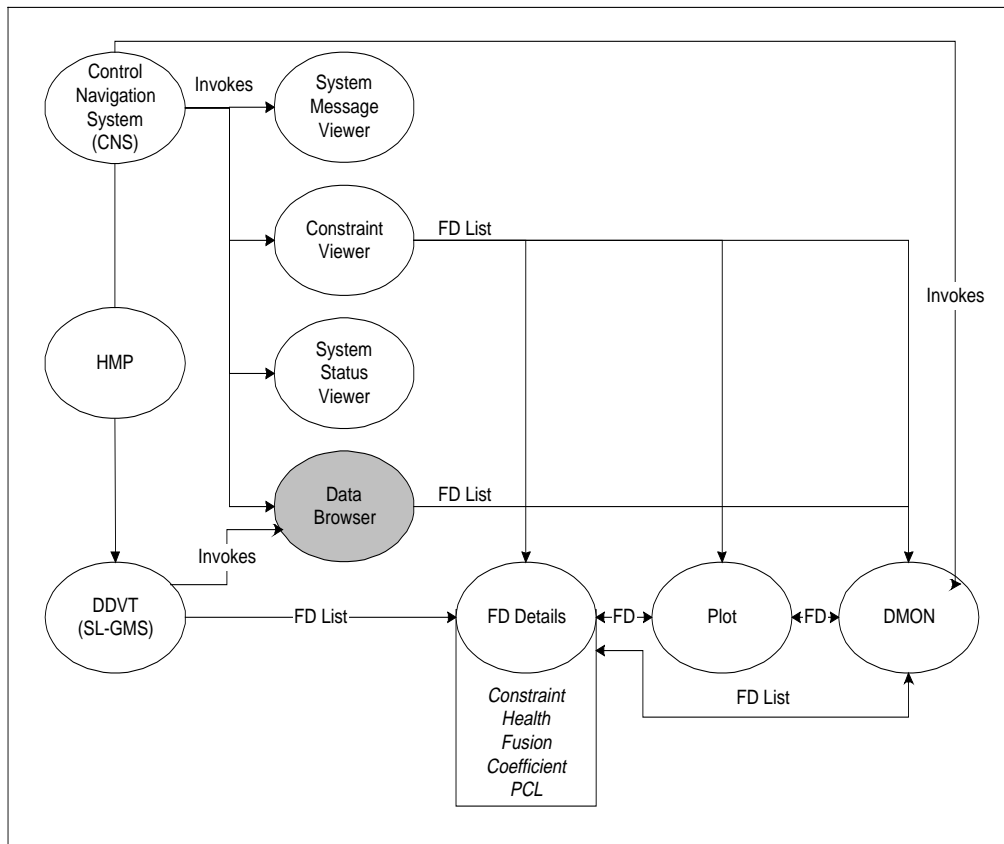 Control
Navigation
System
(CNS)
Invokes
System
Message
Viewer
Constraint
Viewer
FD List
Invokes
HMP
System
Status
Viewer
Data
Browser
FD List
Invokes
DDVT
(SL-GMS)
FD List
FD Details
FD
Plot
FD
DMON
FD List
Constraint
Health
Fusion
Coefficient
PCL